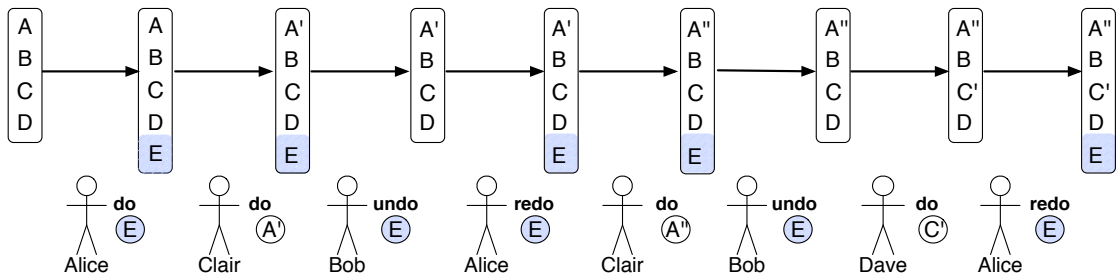 A A A' A' A' A" A" A" A"
B B B B B B B B B
C C C C C C C C' C'
D D D D D D D D D
E E E E E
do do undo redo do undo do redo
E A' E E A" E C' E
Alice Clair Bob Alice Clair Bob Dave Alice